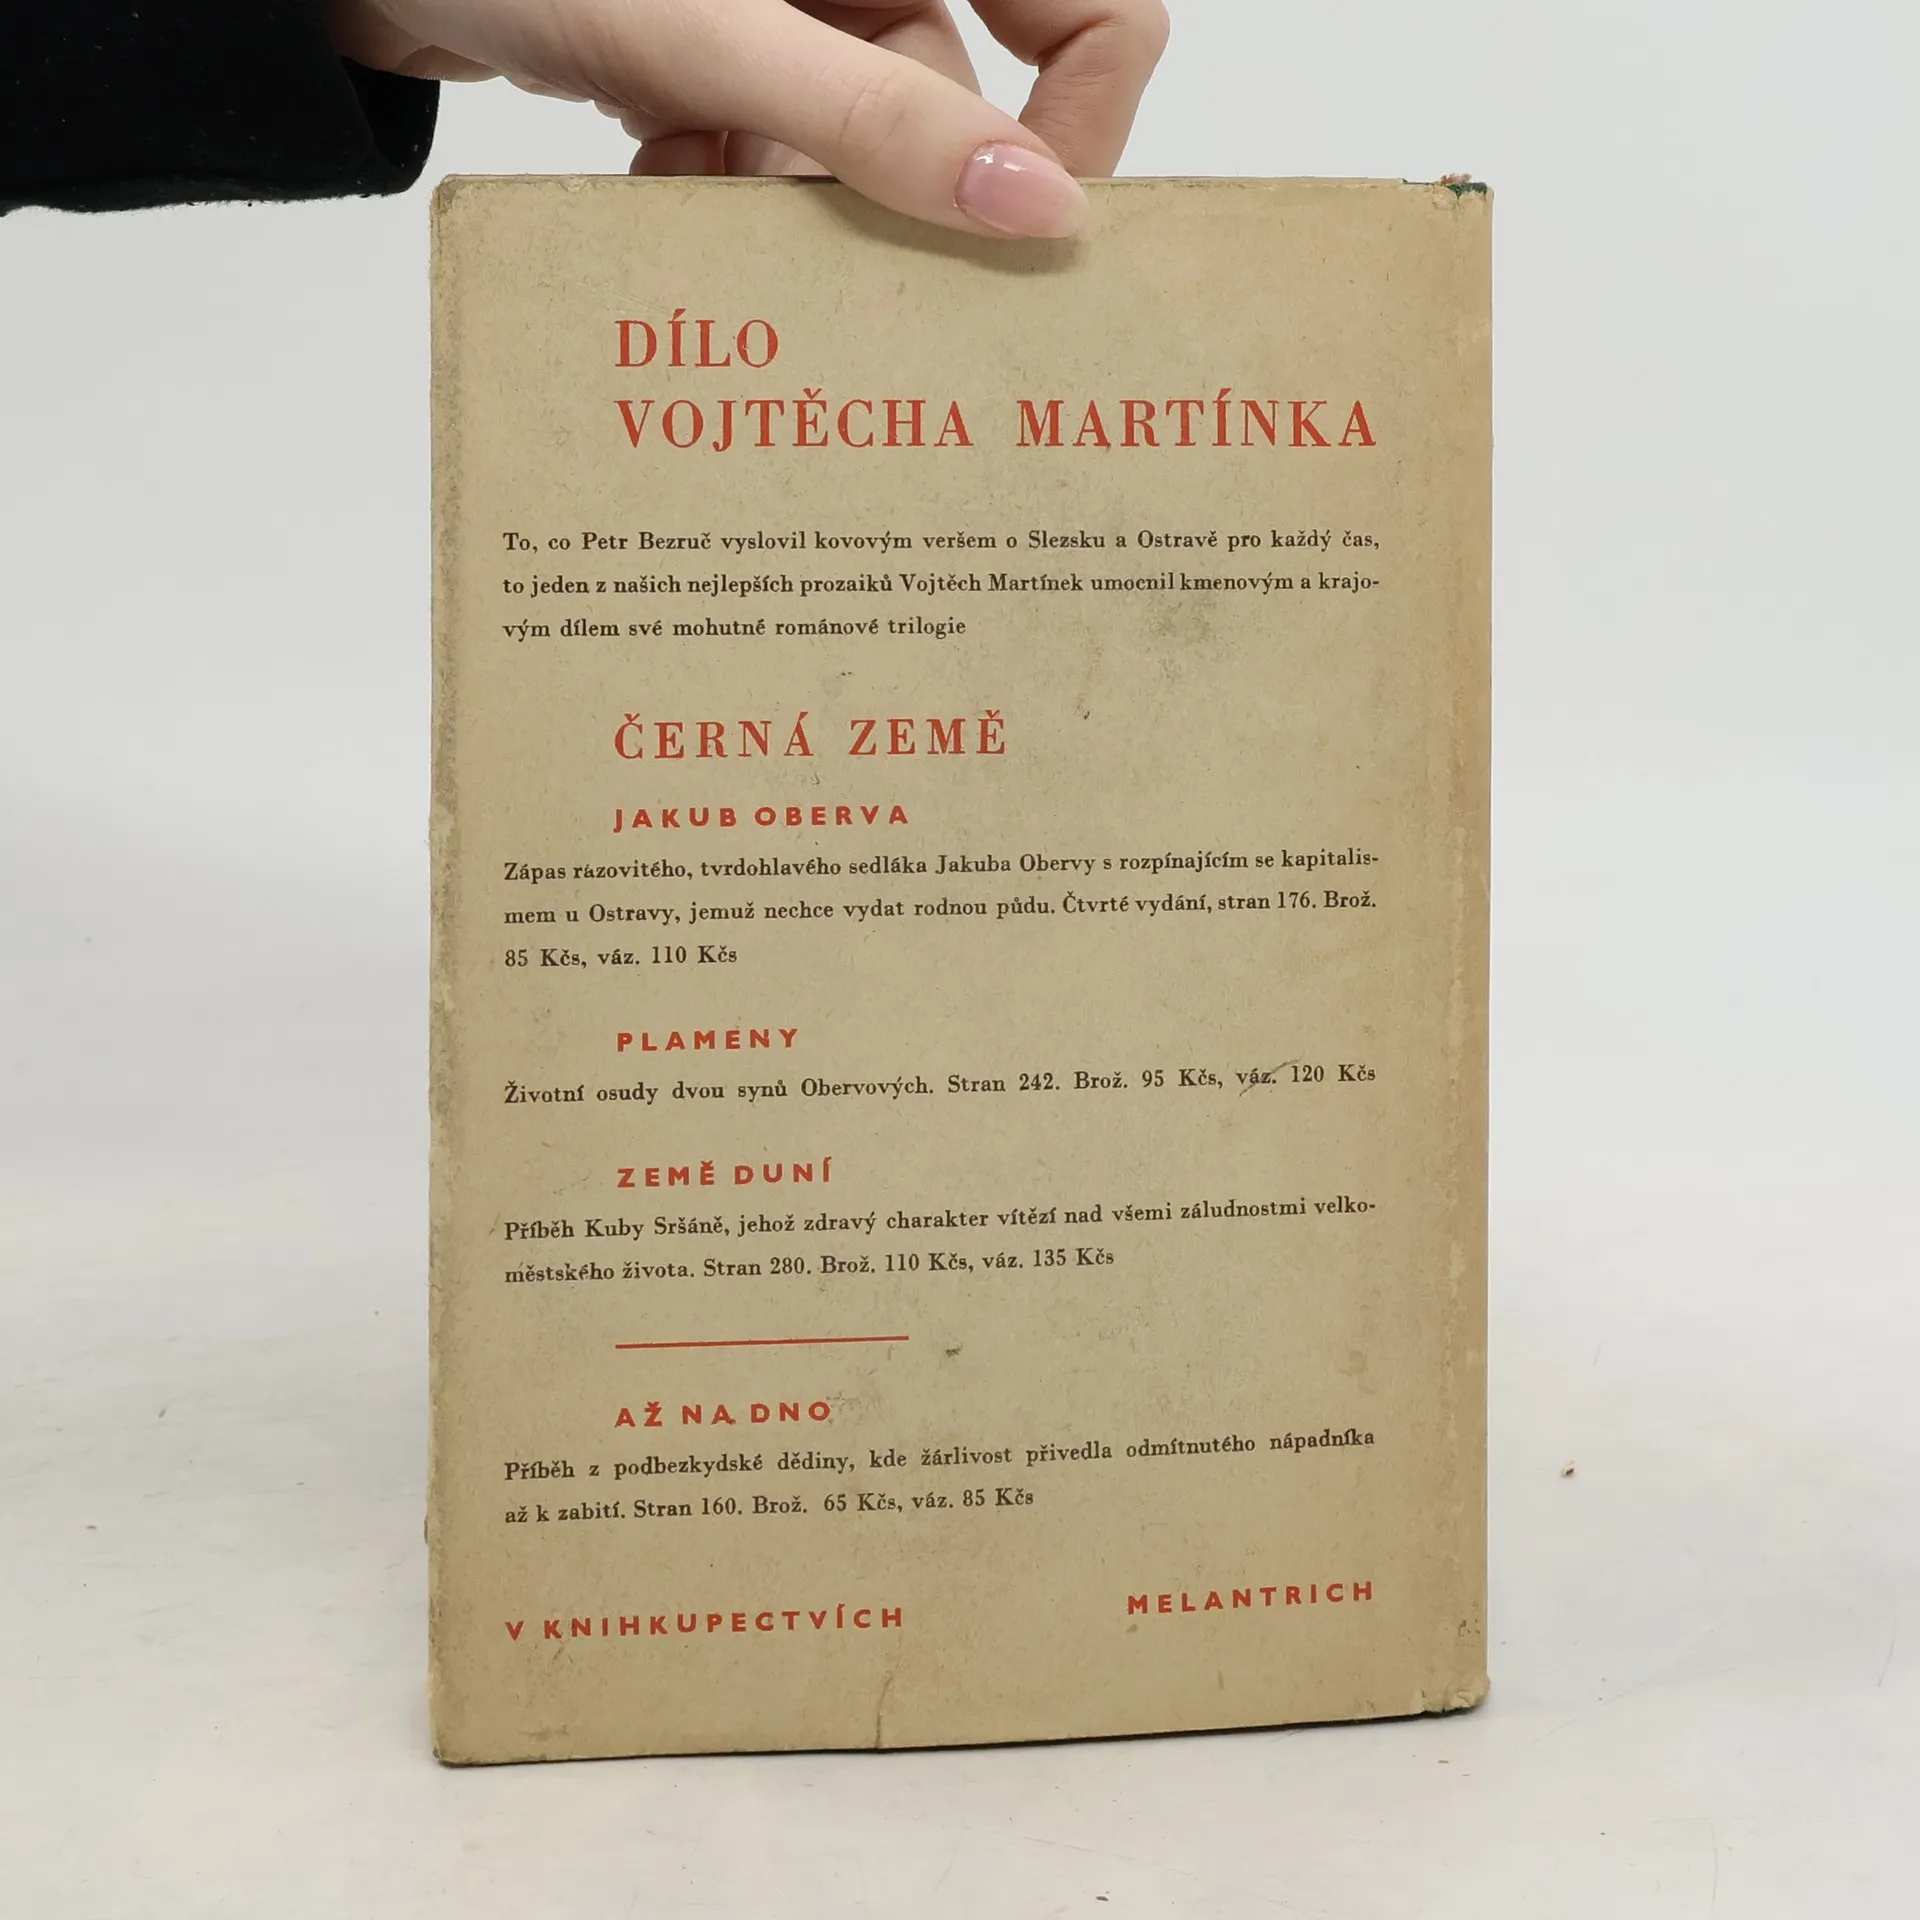 DÍLO
VOJTĚCHA MARTÍNKA
To, co Petr Bezruč vyslovil kovovým veršem o Slezsku a Ostravě pro každý čas,
to jeden z našich nejlepších prozaiků Vojtěch Martínek umocnil kmenovým a krajo-
vým dílem své mohutné románové trilogie
ČERNÁ ZEMĚ
JAKUB OBERVA
Zápas rázovitého, tvrdohlavého sedláka Jakuba Obervy s rozpínajícím se kapitalis-
mem u Ostravy, jemuž nechce vydat rodnou půdu. Čtvrté vydání, stran 176. Brož.
85 Kčs, váz. 110 Kčs
PLAMENY
Životní osudy dvou synů Obervových. Stran 242. Brož. 95 Kčs, váz. 120 Kčs
ZEMĚ DUNÍ
Příběh Kuby Sršáně, jehož zdravý charakter vítězí nad všemi záludnostmi velko-
městského života. Stran 280. Brož. 110 Kčs, váz. 135 Kčs
AŽ NA DNO
Příběh z podbezkydské dědiny, kde žárlivost přivedla odmítnutého nápadníka
až k zabití. Stran 160. Brož. 65 Kčs, váz. 85 Kčs
V KNIHKUPECTVÍCH
MELANTRICH